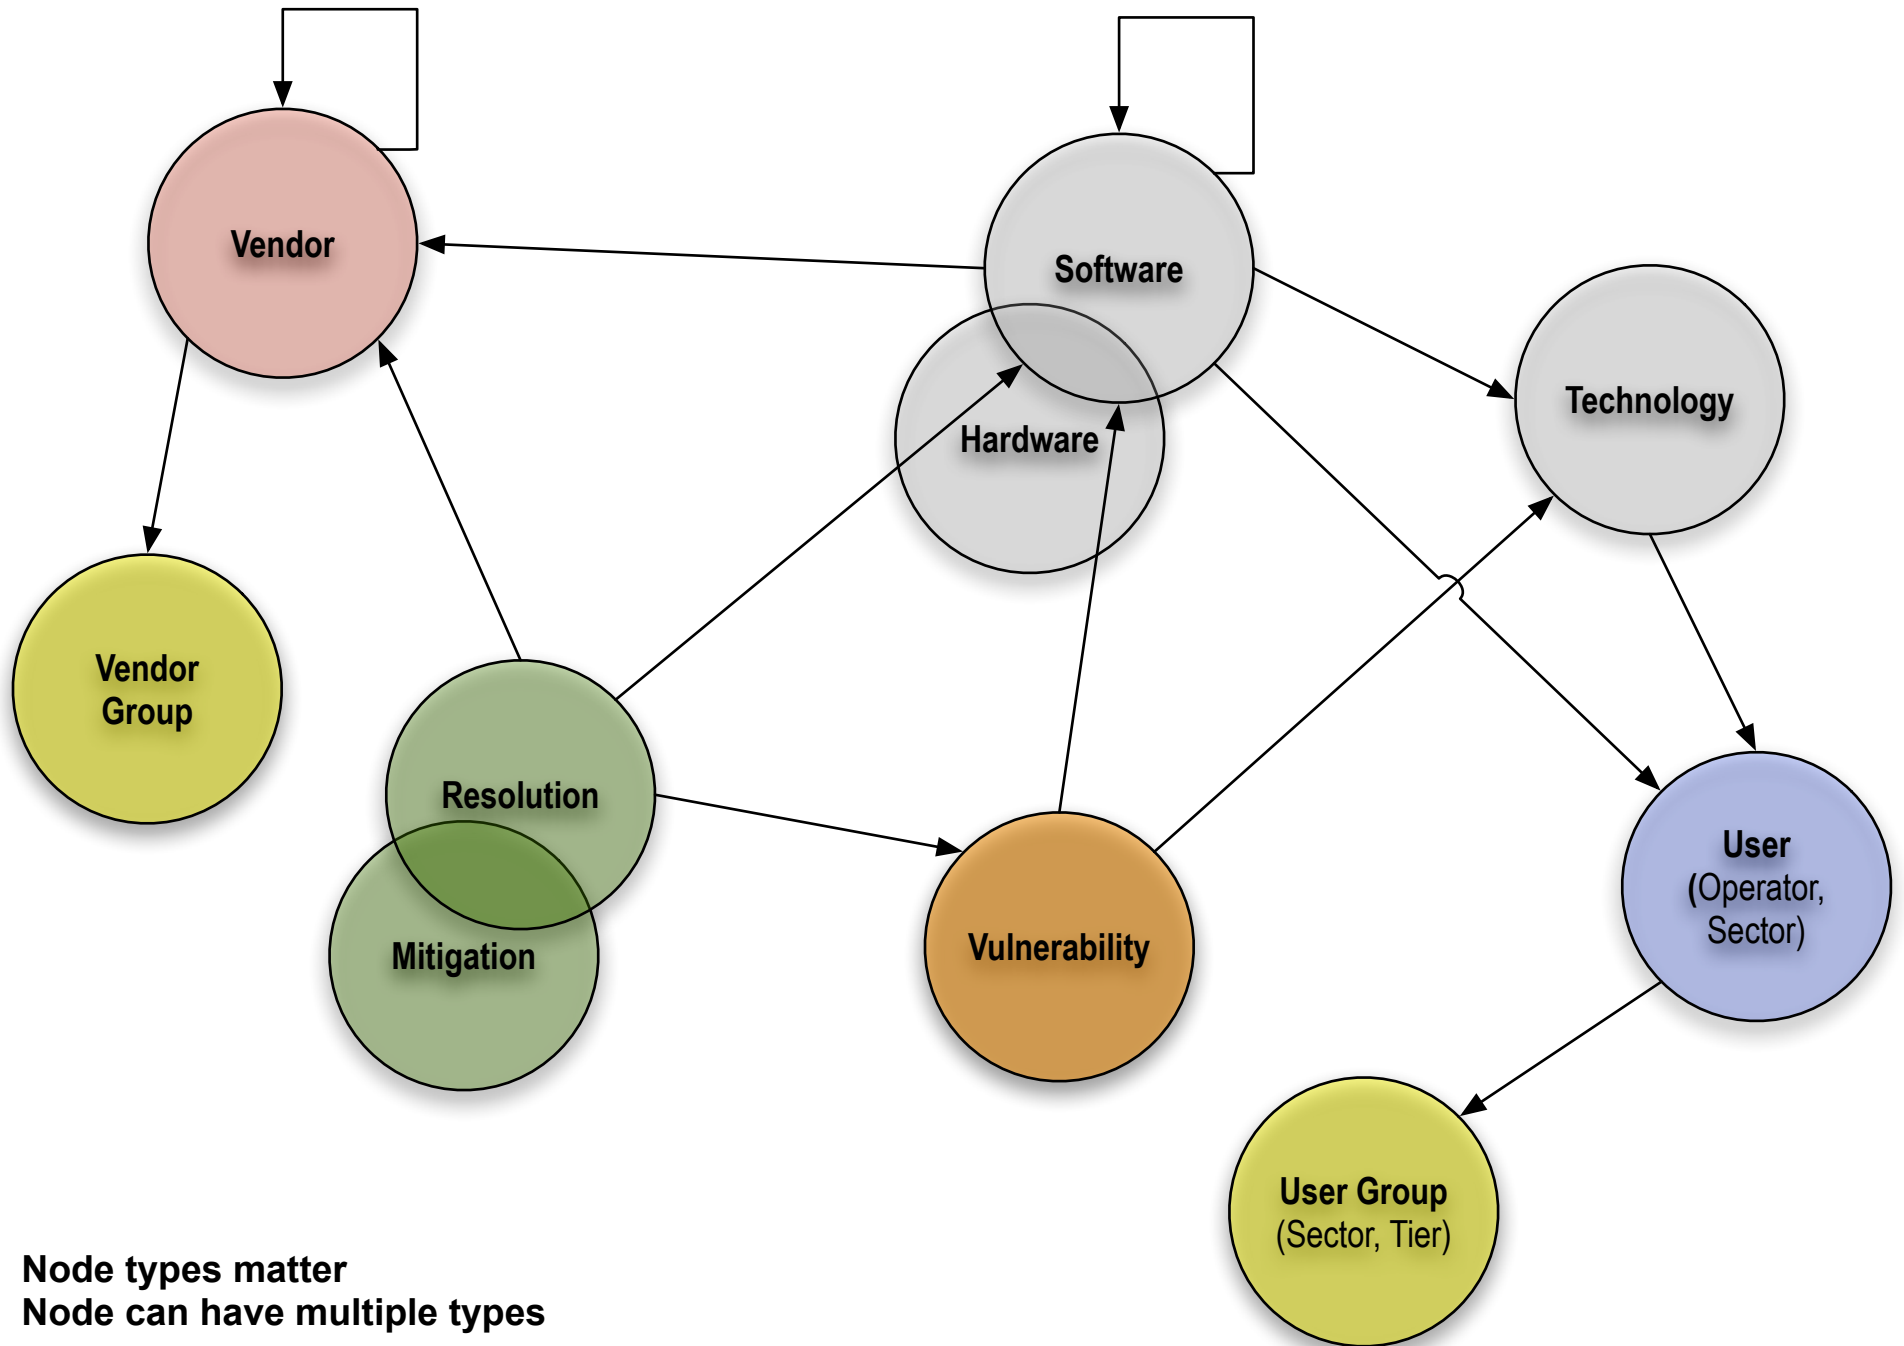 Vendor
Software
Technology
Hardware
Vendor
Group
Resolution
Mitigation
Vulnerability
User
(Operator,
Sector)
User Group
(Sector, Tier)
Node types matter
Node can have multiple types